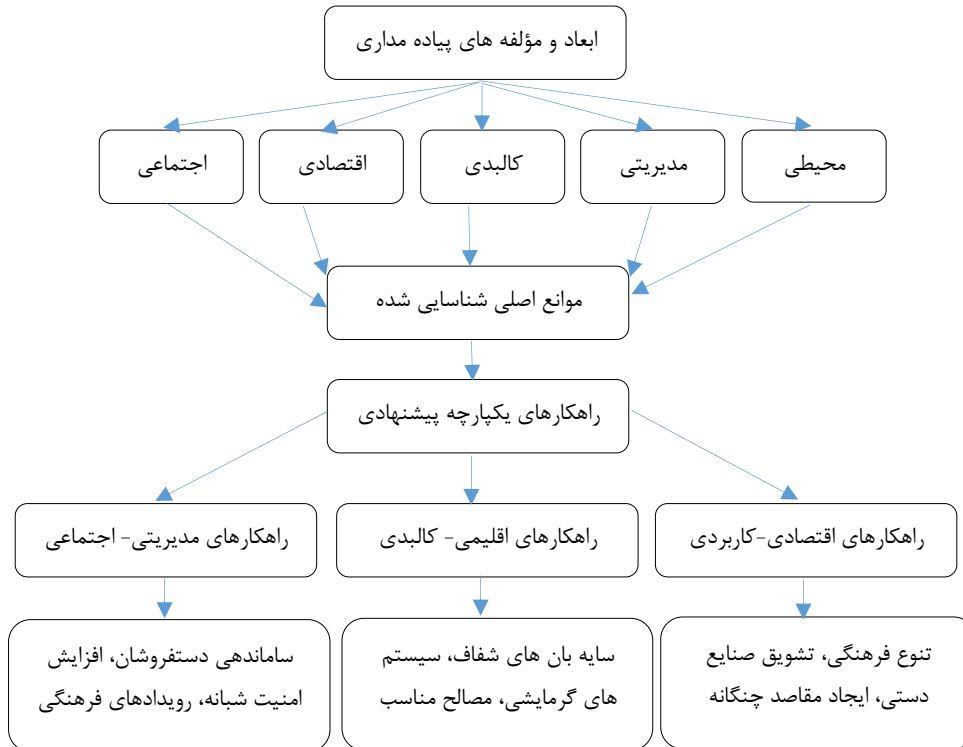 ابعاد و مؤلفه های پیاده مداری
محیطی
مدیریتی
کالبدی
اقتصادی
اجتماعی
موانع اصلی شناسایی شده
راهکارهای یکپارچه پیشنهادی
راهکارهای اقتصادی-کاربردی
راهکارهای اقلیمی- کالبدی
راهکارهای مدیریتی- اجتماعی
تنوع فرهنگی، تشویق صنایع
دستی، ایجاد مقاصد چنگانه
سایه بان های شفاف، سیستم
های گرمایشی، مصالح مناسب
ساماندهی دستفروشان، افزایش
امنیت شبانه، رویدادهای فرهنگی